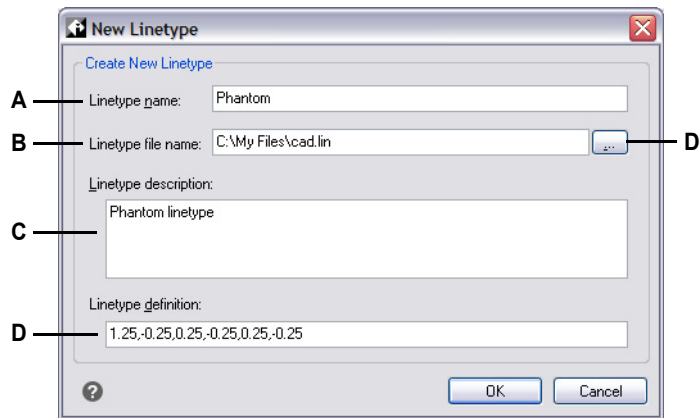 New Linetype
Create New Linetype
A Linetype name: Phantom
B Linetype file name: C:\My Files\cad.lin ... D
Linetype description:
C Phantom linetype
Linetype definition:
D 1.25,-0.25,0.25,-0.25,0.25,-0.25
? OK Cancel